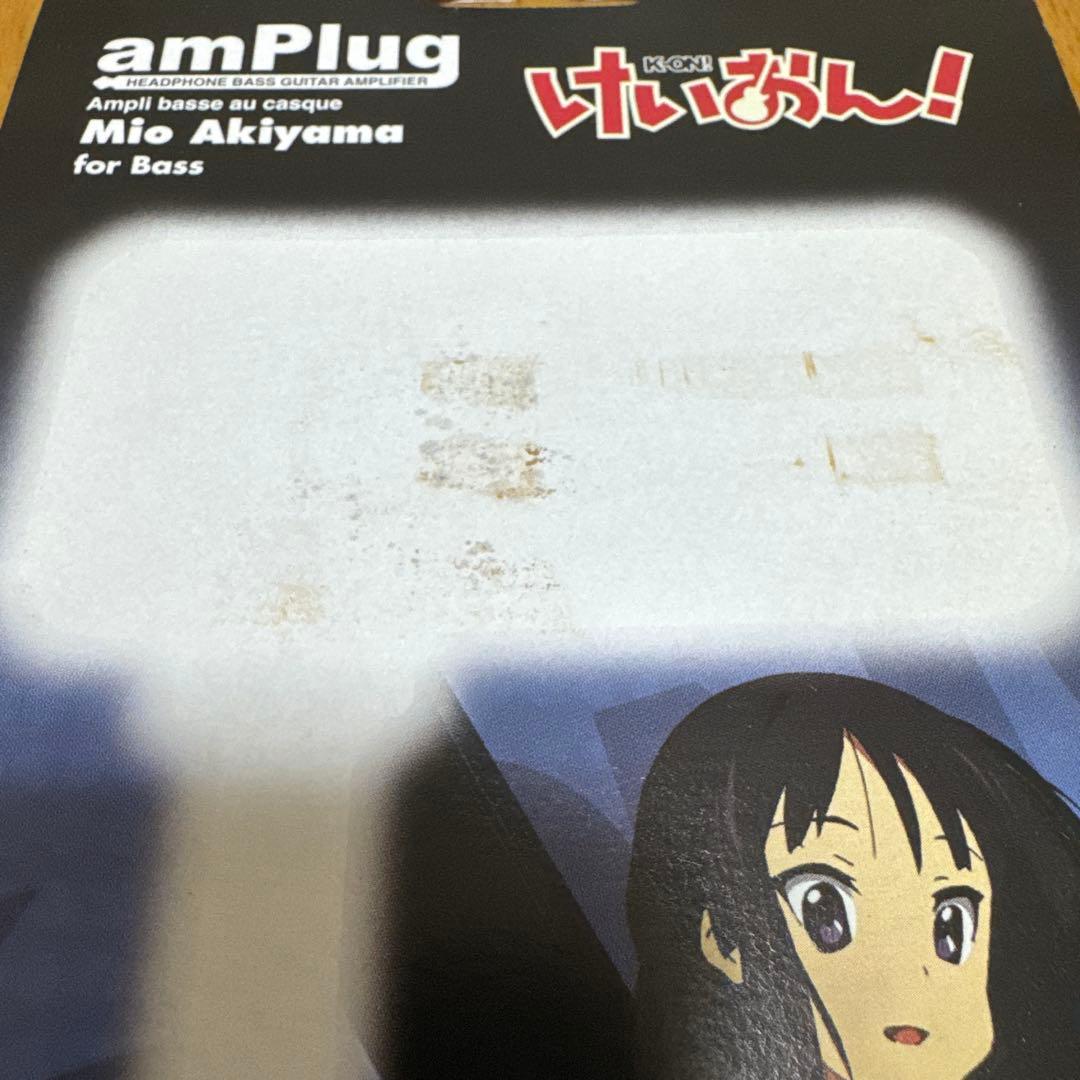 amPlug
HEADPHONE BASS GUITAR AMPLIFIER
Ampli basse au casque
Mio Akiyama
for Bass
K-ON!
けいおん!